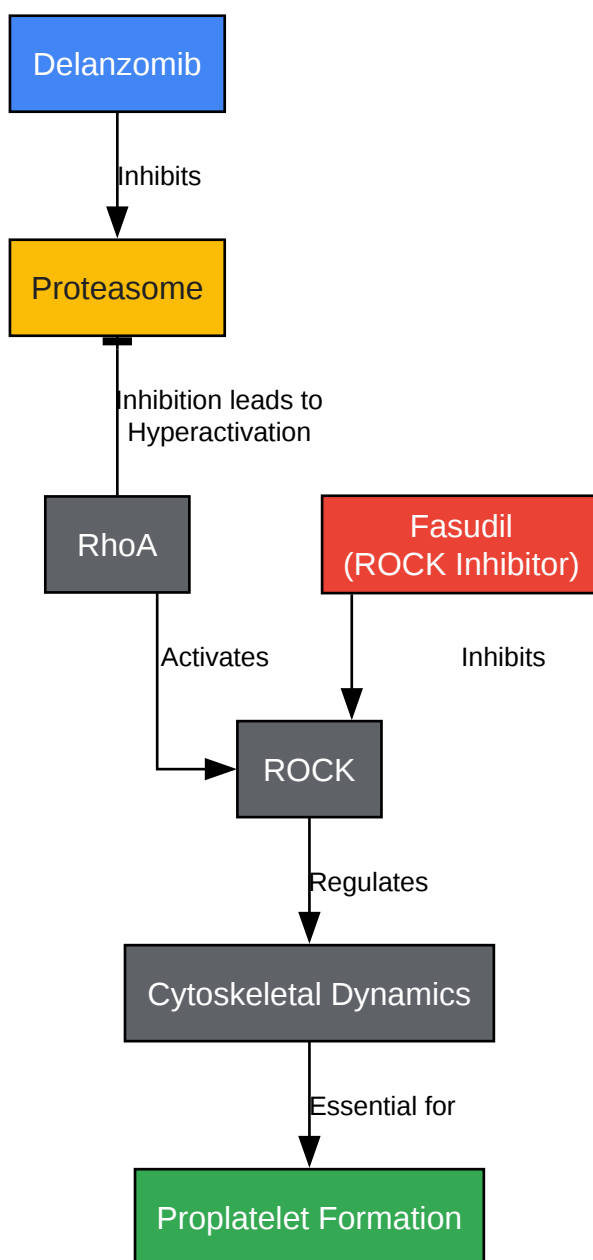 Delanzomib
Inhibits
Proteasome
Inhibition leads to
Hyperactivation
RhoA
Fasudil
(ROCK Inhibitor)
Activates
Inhibits
ROCK
Regulates
Cytoskeletal Dynamics
Essential for
Proplatelet Formation